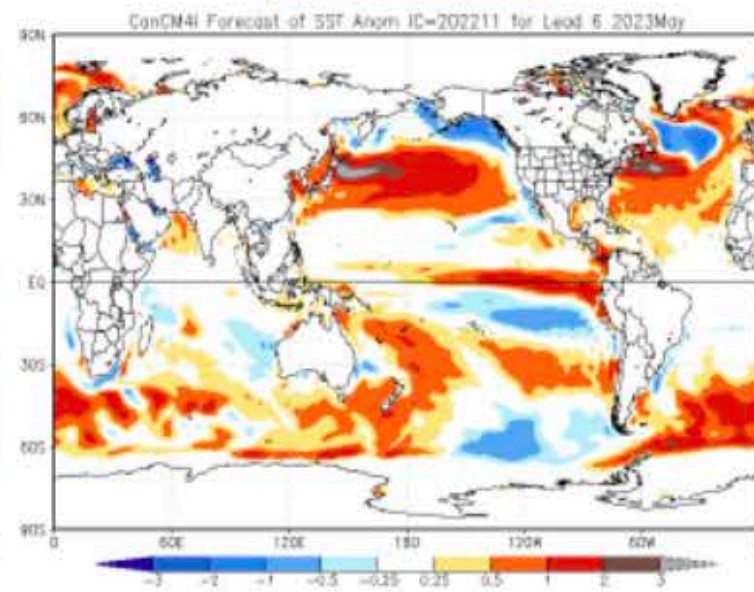 CanCM4i Forecast of SST Anom IC=202211 for Lead 6 2023May
90N
60N
30N
EQ
30S
60S
90S
0 60E 120E 180 120W 60W
-3 -2 -1 -0.5 -0.25 0.25 0.5 1 2 3